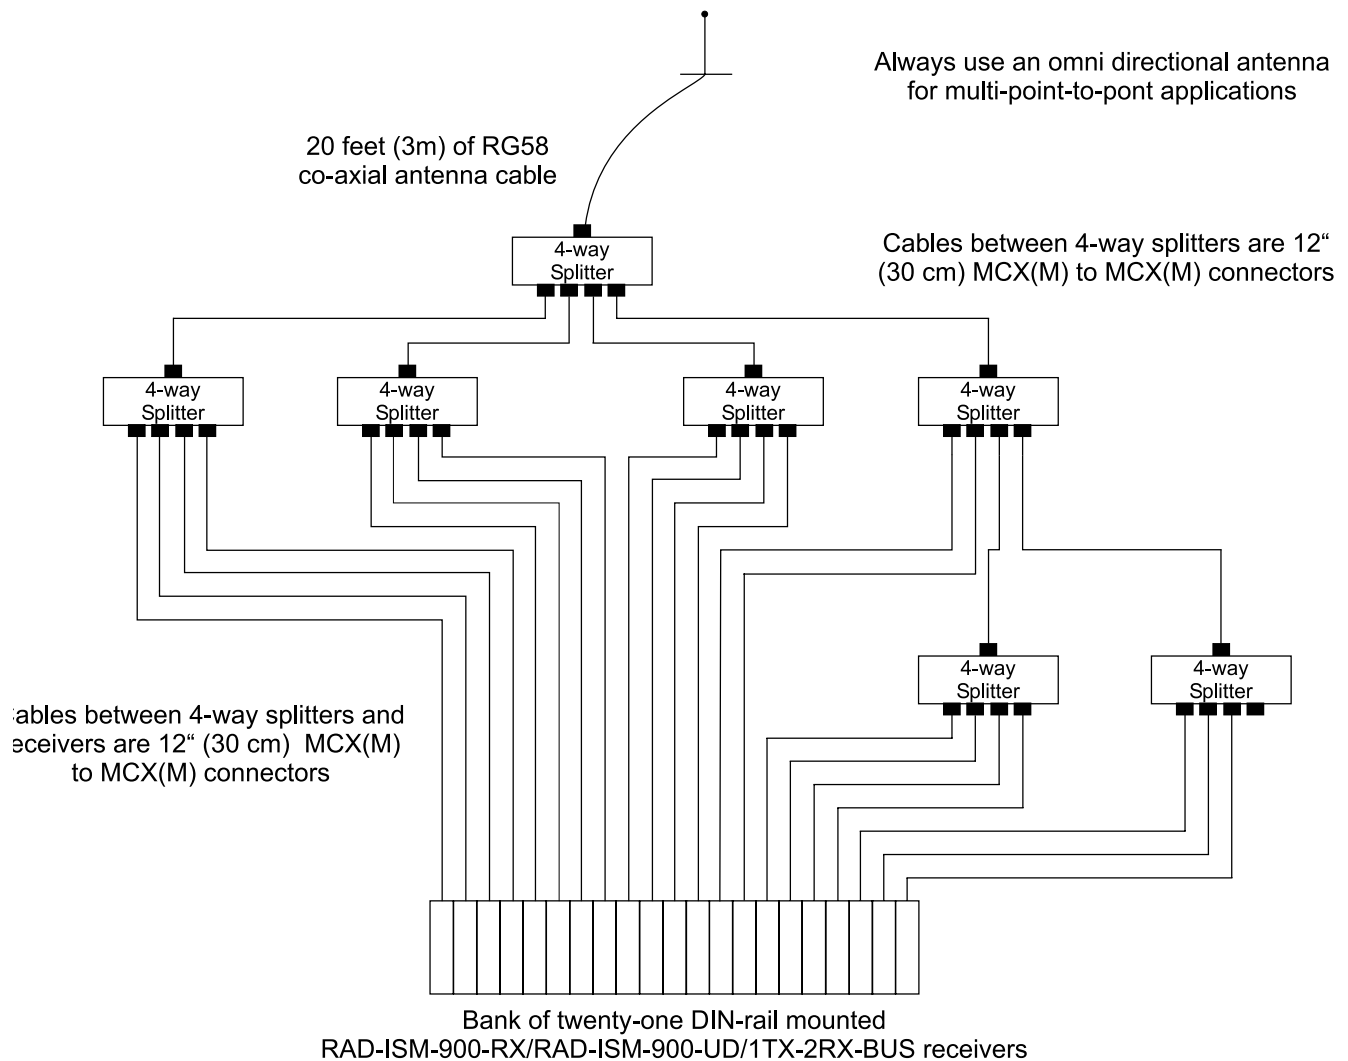 Always use an omni directional antenna
for multi-point-to-pont applications
20 feet (3m) of RG58
co-axial antenna cable
4-way
Splitter
Cables between 4-way splitters are 12“
(30 cm) MCX(M) to MCX(M) connectors
4-way
Splitter
4-way
Splitter
4-way
Splitter
4-way
Splitter
4-way
Splitter
4-way
Splitter
ables between 4-way splitters and
eceivers are 12“ (30 cm) MCX(M)
to MCX(M) connectors
Bank of twenty-one DIN-rail mounted
RAD-ISM-900-RX/RAD-ISM-900-UD/1TX-2RX-BUS receivers